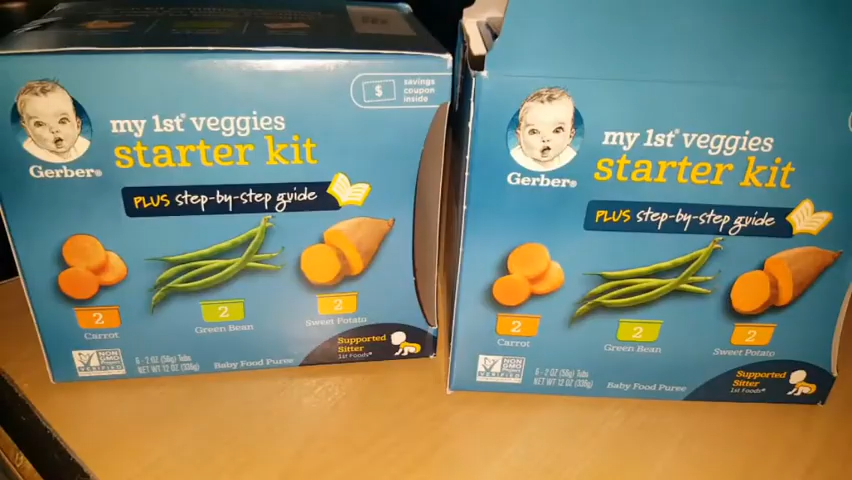 $ savings
coupon
inside
my 1st® veggies
starter kit
Gerber®
PLUS step-by-step guide
2 2 2
Carrot Green Bean Sweet Potato
Supported
Sitter
1st Foods®
NON
GMO
Project
VERIFIED
6 - 2 OZ (56g) Tubs
NET WT 12 OZ (336g)
Baby Food Puree
my 1st® veggies
starter kit
Gerber®
PLUS step-by-step guide
2 2 2
Carrot Green Bean Sweet Potato
Supported
Sitter
1st Foods®
NON
GMO
VERIFIED
6 - 2 OZ (56g) Tubs
NET WT 12 OZ (336g)
Baby Food Puree